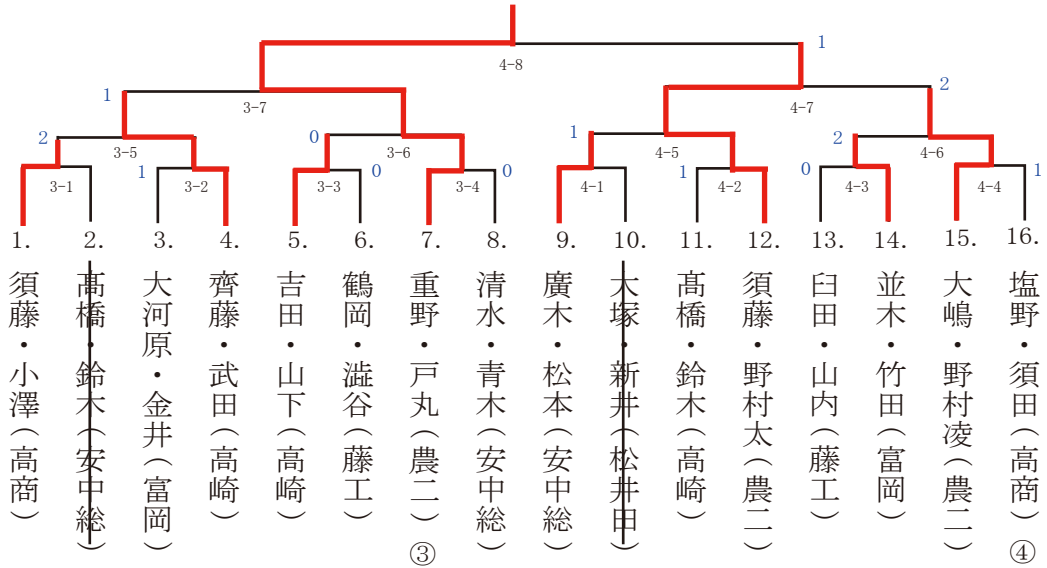 1
4-8
1
3-7
4-7
2
2
3-5
0
3-6
1
4-5
2
4-6
3-1
1
3-2
3-3
0
3-4
0
4-1
1
4-2
0
4-3
4-4
1
1.
2.
3.
4.
5.
6.
7.
8.
9.
10.
11.
12.
13.
14.
15.
16.
須藤・小澤(高商)
髙橋・鈴木(安中総)
大河原・金井(富岡)
齊藤・武田(高崎)
吉田・山下(高崎)
鶴岡・澁谷(藤工)
重野・戸丸(農二)
③
清水・青木(安中総)
廣木・松本(安中総)
大塚・新井(松井田)
髙橋・鈴木(高崎)
須藤・野村太(農二)
臼田・山内(藤工)
並木・竹田(富岡)
大嶋・野村凌(農二)
塩野・須田(高商)
④